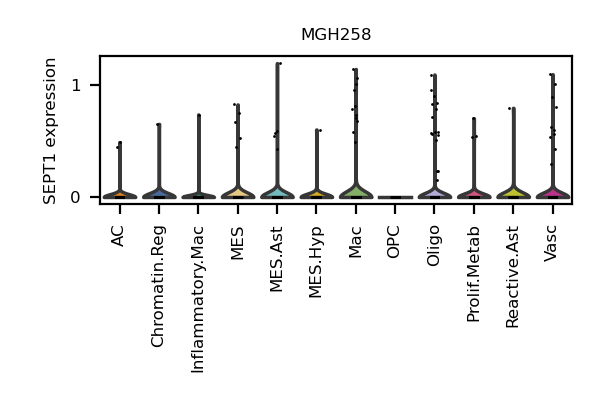 MGH258
SEPT1 expression
1
0
AC
Chromatin.Reg
Inflammatory.Mac
MES
MES.Ast
MES.Hyp
Mac
OPC
Oligo
Prolif.Metab
Reactive.Ast
Vasc